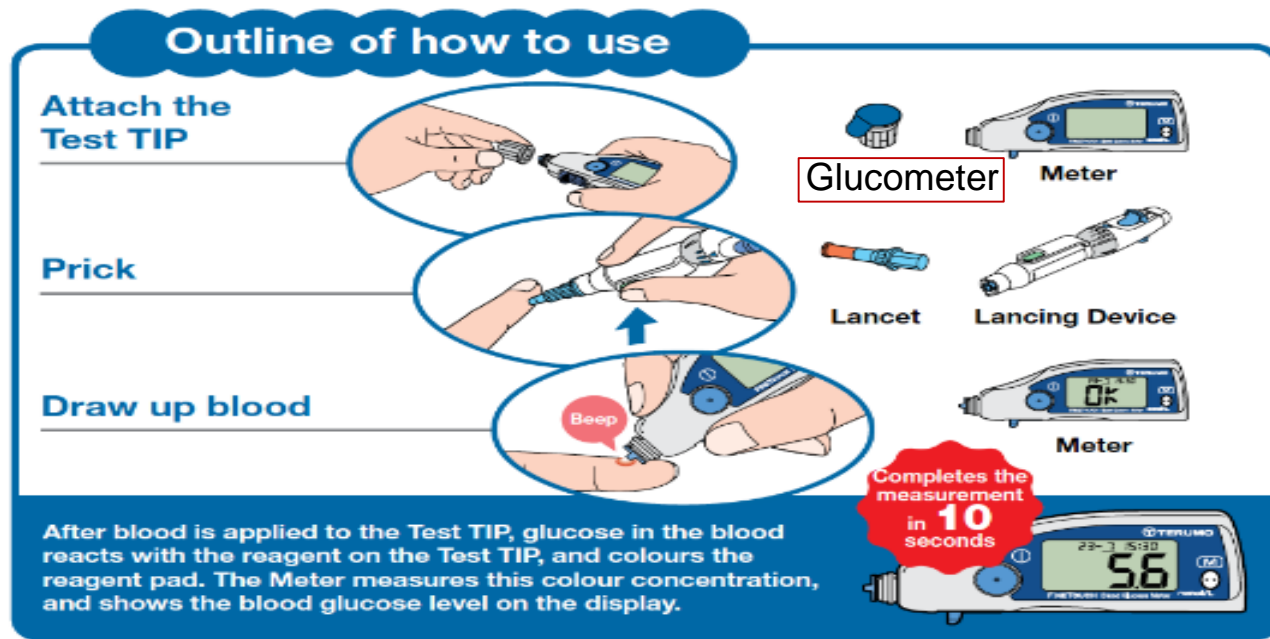 Outline of how to use
Attach the
Test TIP
Glucometer
Meter
TERUMO
Prick
Lancet
Lancing Device
Draw up blood
Beep
TERUMO
OK
Meter
Completes the
measurement
in 10
seconds
After blood is applied to the Test TIP, glucose in the blood
reacts with the reagent on the Test TIP, and colours the
reagent pad. The Meter measures this colour concentration,
and shows the blood glucose level on the display.
TERUMO
15:30
5.6
M
mmol/L